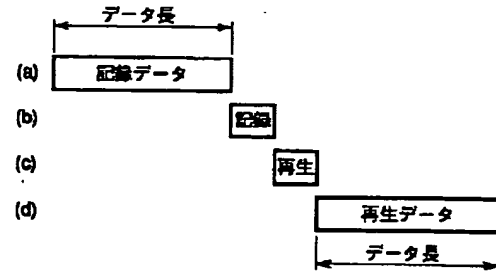 データ長
(a) 記録データ
(b) 記録
(c) 再生
(d) 再生データ
データ長